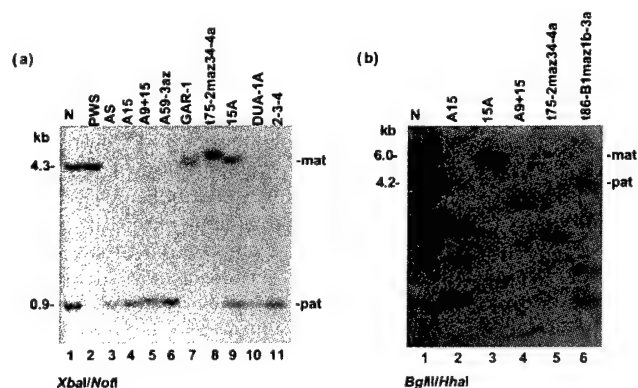 (a)
N
PWS
AS
A15
A9+15
A59-3az
GAR-1
t75-2maz34-4a
15A
DUA-1A
2-3-4
kb
4.3-
-mat
0.9-
-pat
1 2 3 4 5 6 7 8 9 10 11
XbaI/NotI
(b)
N
A15
15A
A9+15
t75-2maz34-4a
t86-B1maz1b-3a
kb
6.0-
-mat
4.2-
-pat
1 2 3 4 5 6
BglII/HhaI